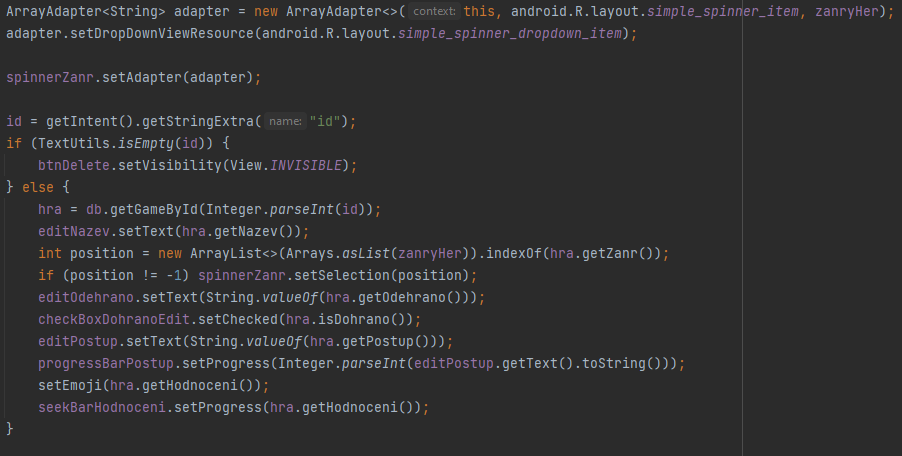 ArrayAdapter<String> adapter = new ArrayAdapter<>( context: this, android.R.layout.simple_spinner_item, zanryHer);
adapter.setDropDownViewResource(android.R.layout.simple_spinner_dropdown_item);
spinnerZanr.setAdapter(adapter);
id = getIntent().getStringExtra( name: "id");
if (TextUtils.isEmpty(id)) {
btnDelete.setVisibility(View.INVISIBLE);
} else {
hra = db.getGameById(Integer.parseInt(id));
editNazev.setText(hra.getNazev());
int position = new ArrayList<>(Arrays.asList(zanryHer)).indexOf(hra.getZanr());
if (position != -1) spinnerZanr.setSelection(position);
editOdehrano.setText(String.valueOf(hra.getOdehrano()));
checkBoxDohranoEdit.setChecked(hra.isDohrano());
editPostup.setText(String.valueOf(hra.getPostup()));
progressBarPostup.setProgress(Integer.parseInt(editPostup.getText().toString()));
setEmoji(hra.getHodnoceni());
seekBarHodnoceni.setProgress(hra.getHodnoceni());
}